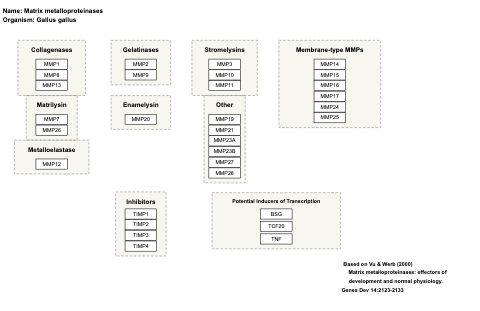 Name: Matrix metalloproteinases
Organism: Gallus gallus
Collagenases
MMP1
MMP8
MMP13
Gelatinases
MMP2
MMP9
Stromelysins
MMP3
MMP10
MMP11
Membrane-type MMPs
MMP14
MMP15
MMP16
MMP17
MMP24
MMP25
Matrilysin
MMP7
MMP26
Enamelysin
MMP20
Other
MMP19
MMP21
MMP23A
MMP23B
MMP27
MMP28
Metalloelastase
MMP12
Inhibitors
TIMP1
TIMP2
TIMP3
TIMP4
Potential Inducers of Transcription
BSG
TCF20
TNF
Based on Vu & Werb (2000)
Matrix metalloproteinases: effectors of
development and normal physiology.
Genes Dev 14:2123-2133